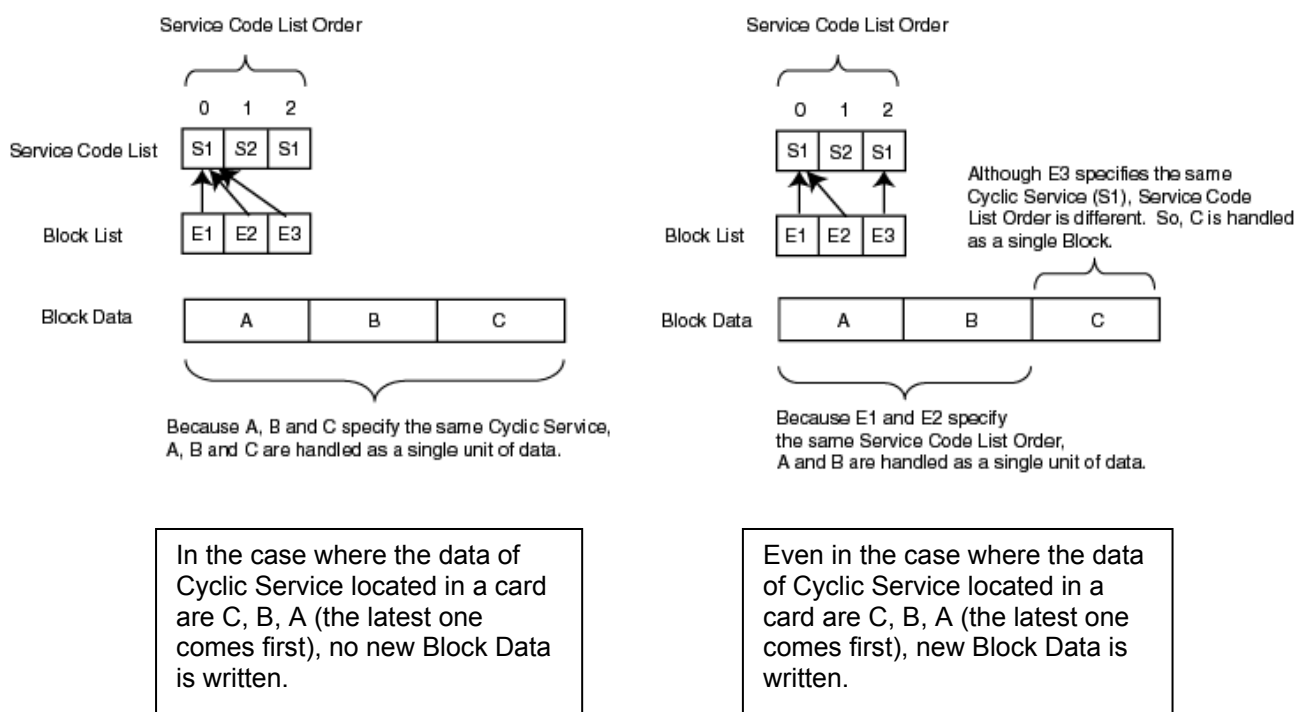 Service Code List Order
0 1 2
Service Code List S1 S2 S1
Block List E1 E2 E3
Block Data A B C
Because A, B and C specify the same Cyclic Service,
A, B and C are handled as a single unit of data.
In the case where the data of
Cyclic Service located in a card
are C, B, A (the latest one
comes first), no new Block Data
is written.
Service Code List Order
0 1 2
Service Code List S1 S2 S1
Although E3 specifies the same
Cyclic Service (S1), Service Code
List Order is different. So, C is handled
as a single Block.
Block List E1 E2 E3
Block Data A B C
Because E1 and E2 specify
the same Service Code List Order,
A and B are handled as a single unit of data.
Even in the case where the data
of Cyclic Service located in a
card are C, B, A (the latest one
comes first), new Block Data is
written.